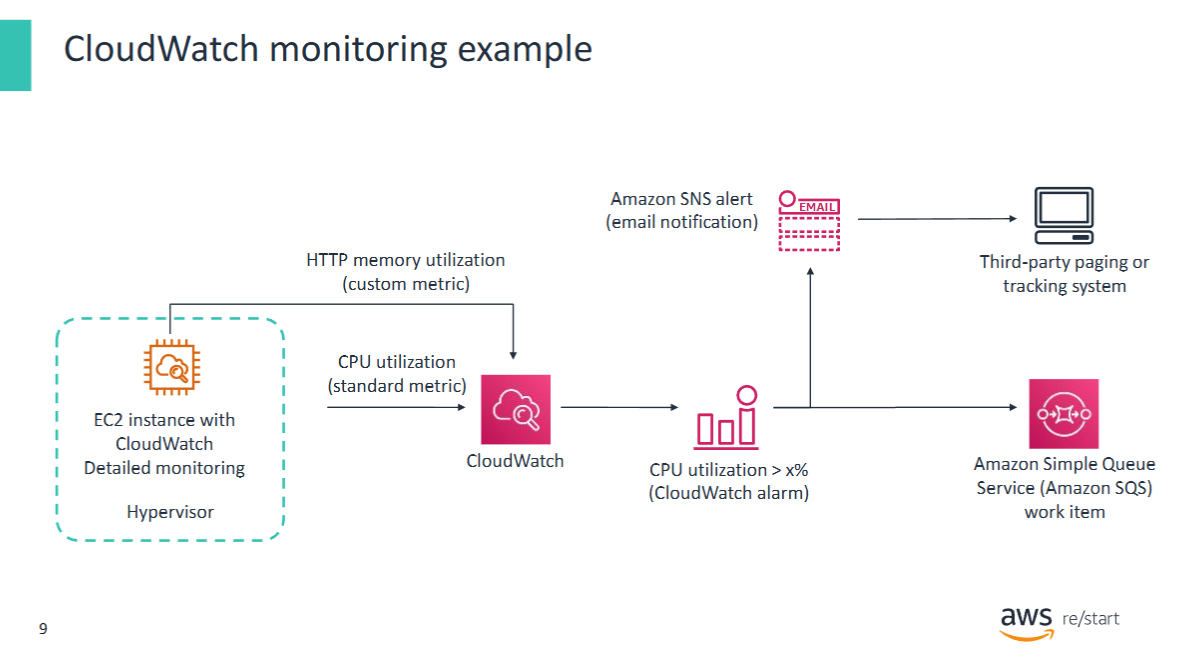 CloudWatch monitoring example
Amazon SNS alert
(email notification)
EMAIL
Third-party paging or
tracking system
HTTP memory utilization
(custom metric)
CPU utilization
(standard metric)
EC2 instance with
CloudWatch
Detailed monitoring
Hypervisor
CloudWatch
CPU utilization > x%
(CloudWatch alarm)
Amazon Simple Queue
Service (Amazon SQS)
work item
9
aws re/start